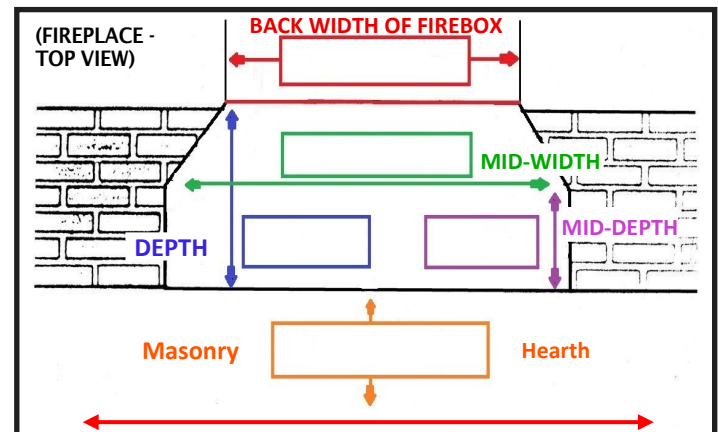 (FIREPLACE -
TOP VIEW)
BACK WIDTH OF FIREBOX
MID-WIDTH
DEPTH
MID-DEPTH
Masonry
Hearth